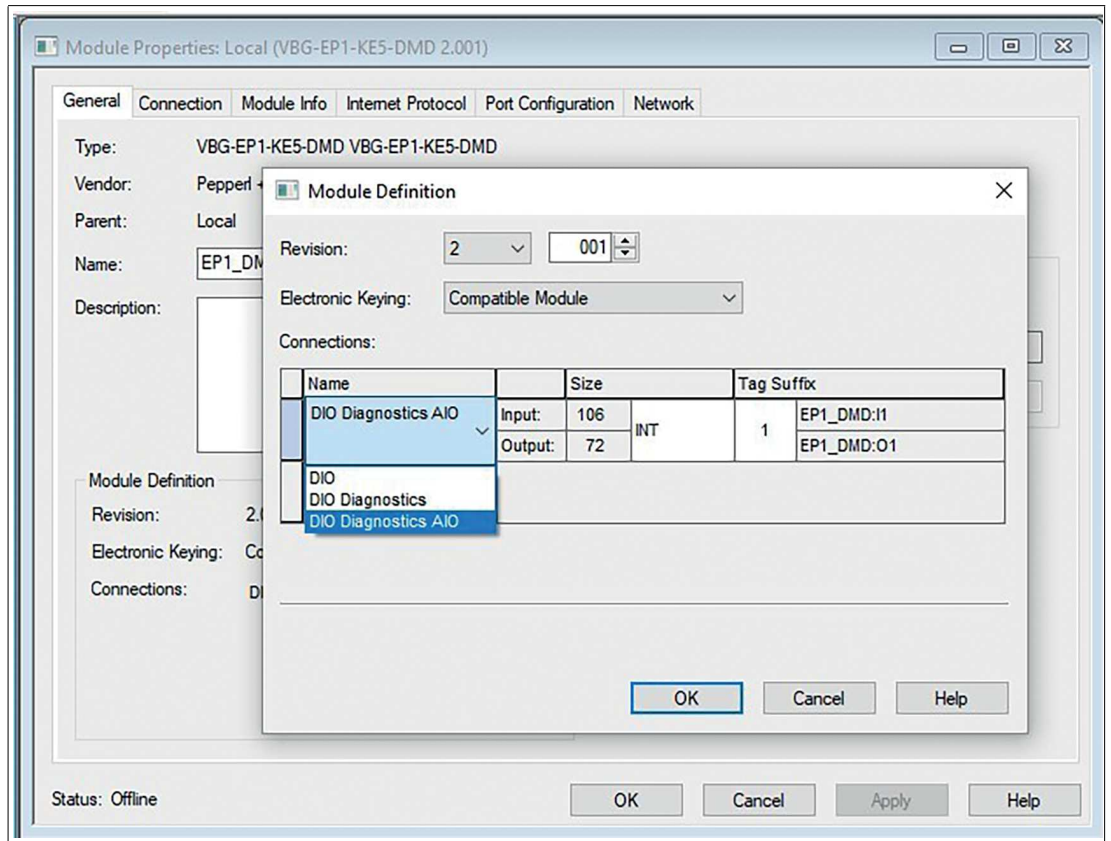 Module Properties: Local (VBG-EP1-KE5-DMD 2.001)
General Connection Module Info Internet Protocol Port Configuration Network
Type: VBG-EP1-KE5-DMD VBG-EP1-KE5-DMD
Vendor: Pepperl +
Parent: Local
Name: EP1_DM
Description:
Module Definition
Revision: 2.0
Electronic Keying: Co
Connections: DI
Module Definition
Revision: 2 001
Electronic Keying: Compatible Module
Connections:
Name Size Tag Suffix
DIO Diagnostics AIO Input: 106 INT 1 EP1_DMD:I1
Output: 72 EP1_DMD:O1
DIO
DIO Diagnostics
DIO Diagnostics AIO
OK Cancel Help
Status: Offline OK Cancel Apply Help